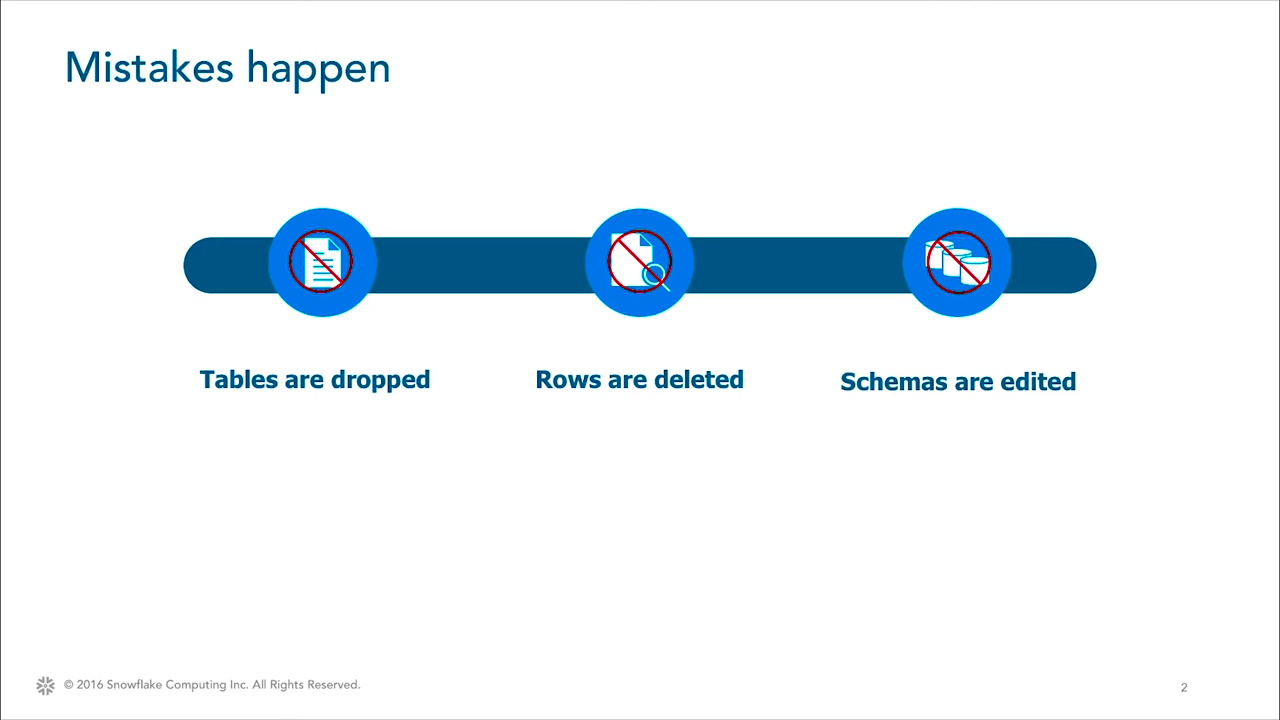 Mistakes happen
Tables are dropped
Rows are deleted
Schemas are edited
© 2016 Snowflake Computing Inc. All Rights Reserved.
2